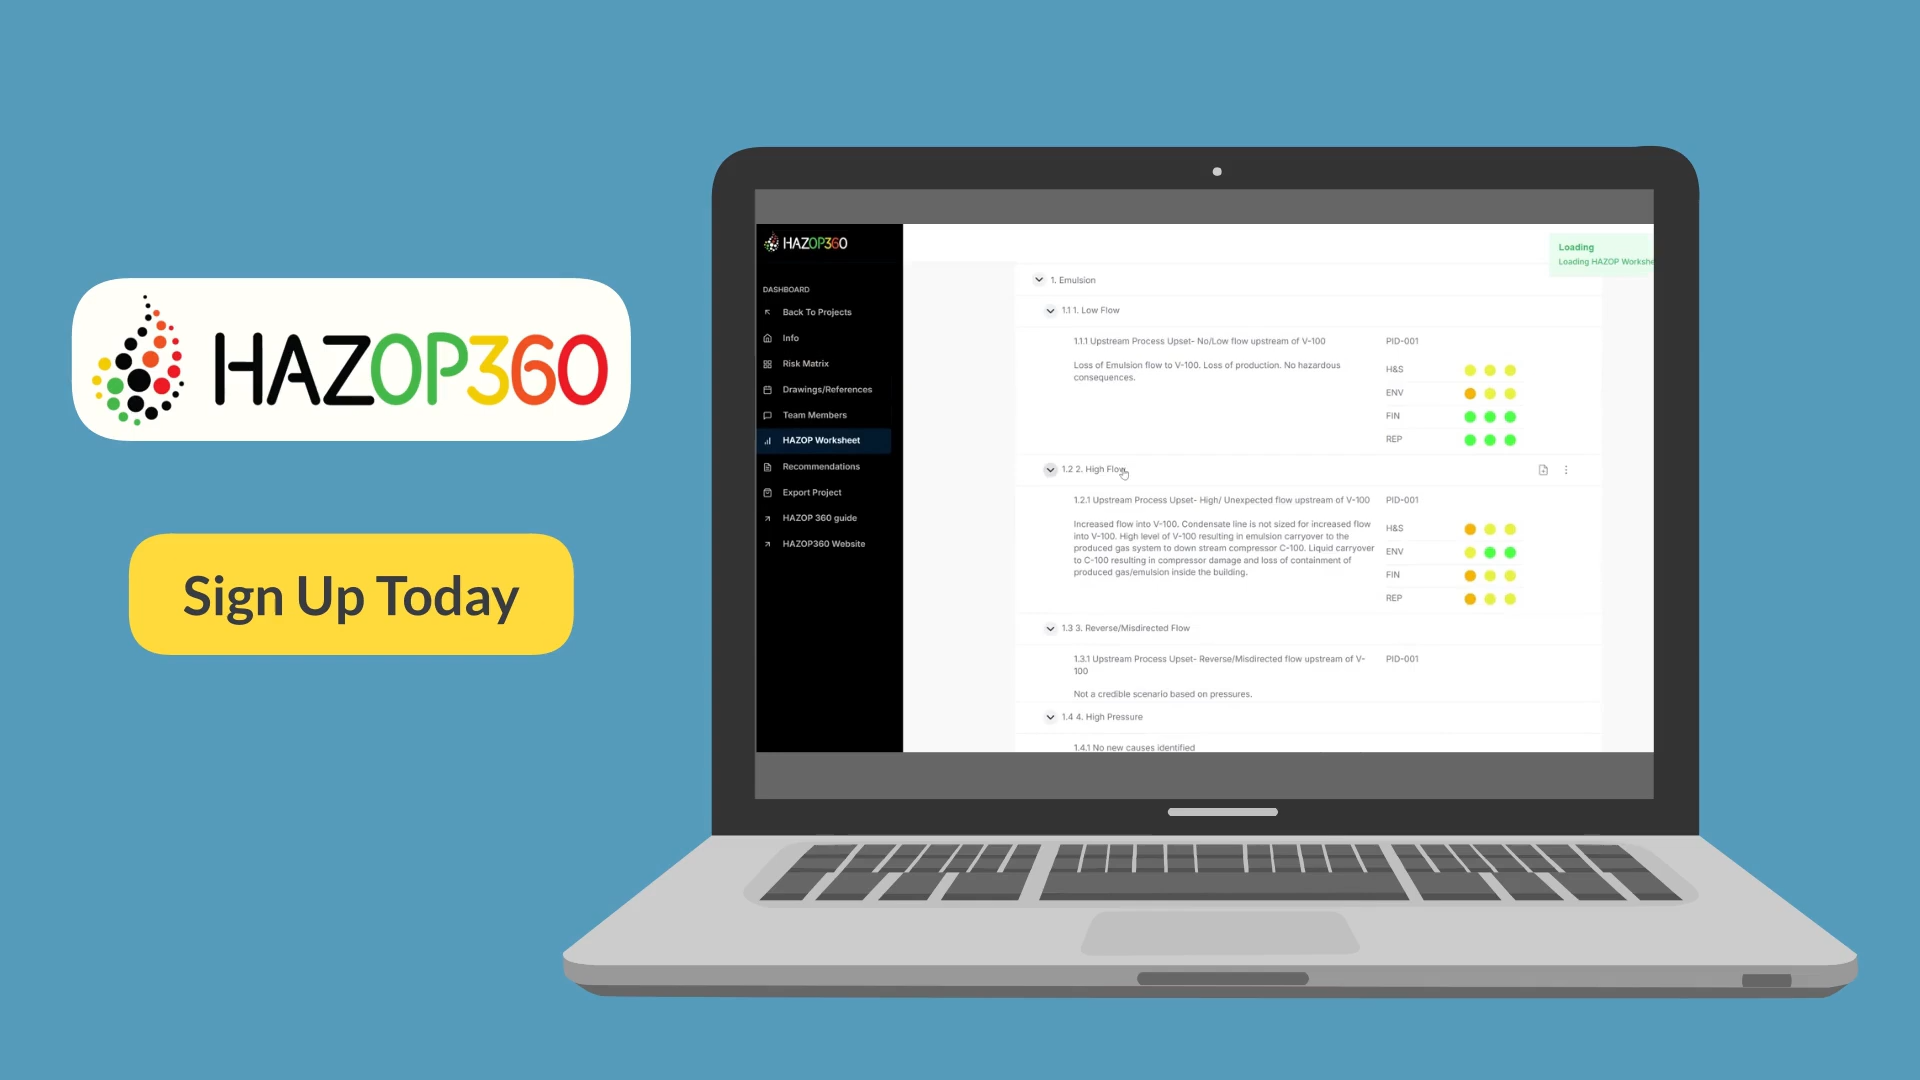 HAZOP360
Sign Up Today
HAZOP360
DASHBOARD
Back To Projects
Info
Risk Matrix
Drawings/References
Team Members
HAZOP Worksheet
Recommendations
Export Project
HAZOP 360 guide
HAZOP360 Website
Loading
Loading HAZOP Workshe
1. Emulsion
1.1 1. Low Flow
1.1.1 Upstream Process Upset- No/Low flow upstream of V-100
PID-001
Loss of Emulsion flow to V-100. Loss of production. No hazardous
consequences.
H&S
ENV
FIN
REP
1.2 2. High Flow
1.2.1 Upstream Process Upset- High/ Unexpected flow upstream of V-100
PID-001
Increased flow into V-100. Condensate line is not sized for increased flow
into V-100. High level of V-100 resulting in emulsion carryover to the
produced gas system to down stream compressor C-100. Liquid carryover
to C-100 resulting in compressor damage and loss of containment of
produced gas/emulsion inside the building.
H&S
ENV
FIN
REP
1.3 3. Reverse/Misdirected Flow
1.3.1 Upstream Process Upset- Reverse/Misdirected flow upstream of V-
100
PID-001
Not a credible scenario based on pressures.
1.4 4. High Pressure
1.4.1 No new causes identified